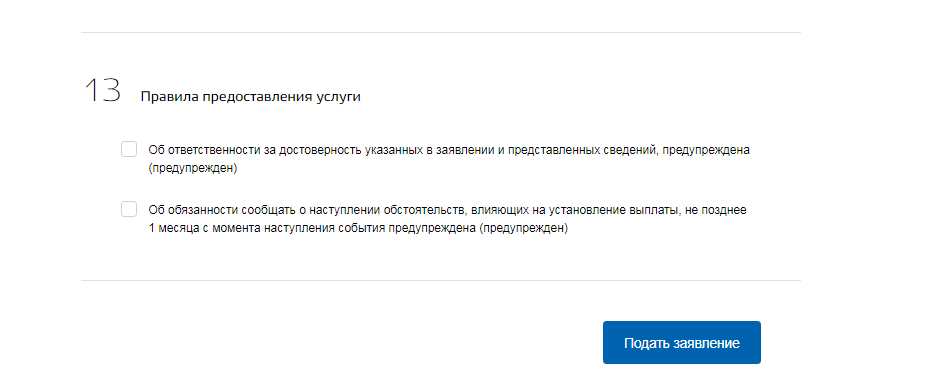 13 Правила предоставления услуги
Об ответственности за достоверность указанных в заявлении и представленных сведений, предупреждена
(предупрежден)
Об обязанности сообщать о наступлении обстоятельств, влияющих на установление выплаты, не позднее
1 месяца с момента наступления события предупреждена (предупрежден)
Подать заявление